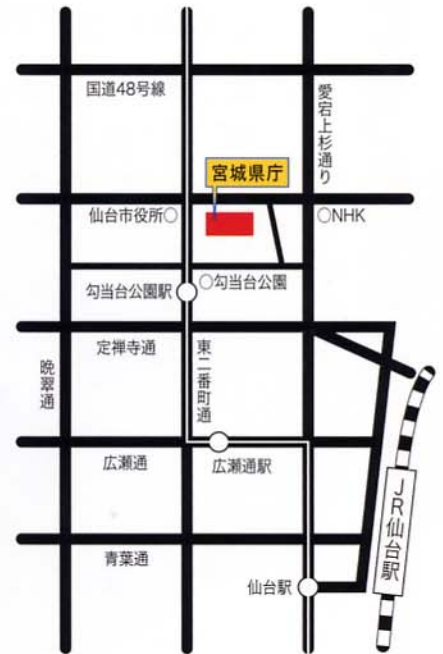 国道48号線
愛宕上杉通り
宮城県庁
仙台市役所○
○NHK
○勾当台公園
勾当台公園駅
定禅寺通
東二番町通
晩翠通
広瀬通
広瀬通駅
JR仙台駅
青葉通
仙台駅